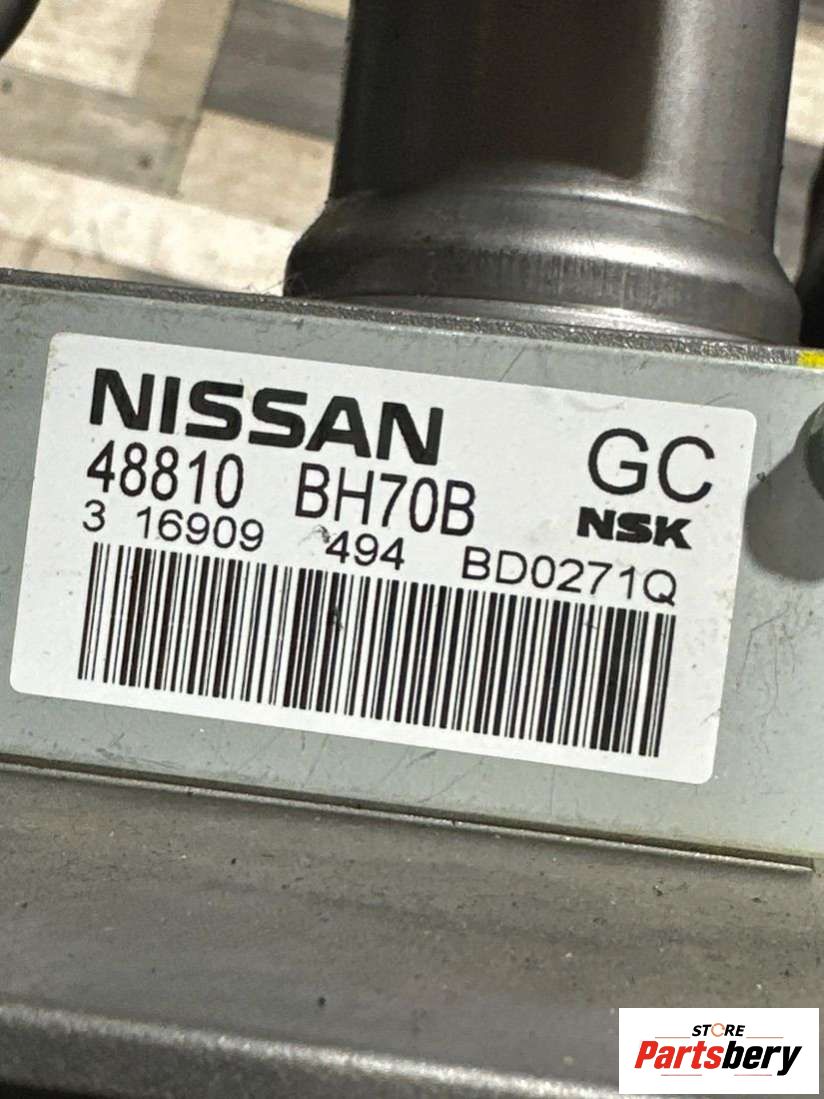 NISSAN GC
48810 BH70B NSK
3 16909 494 BD0271Q
STORE
Partsbery